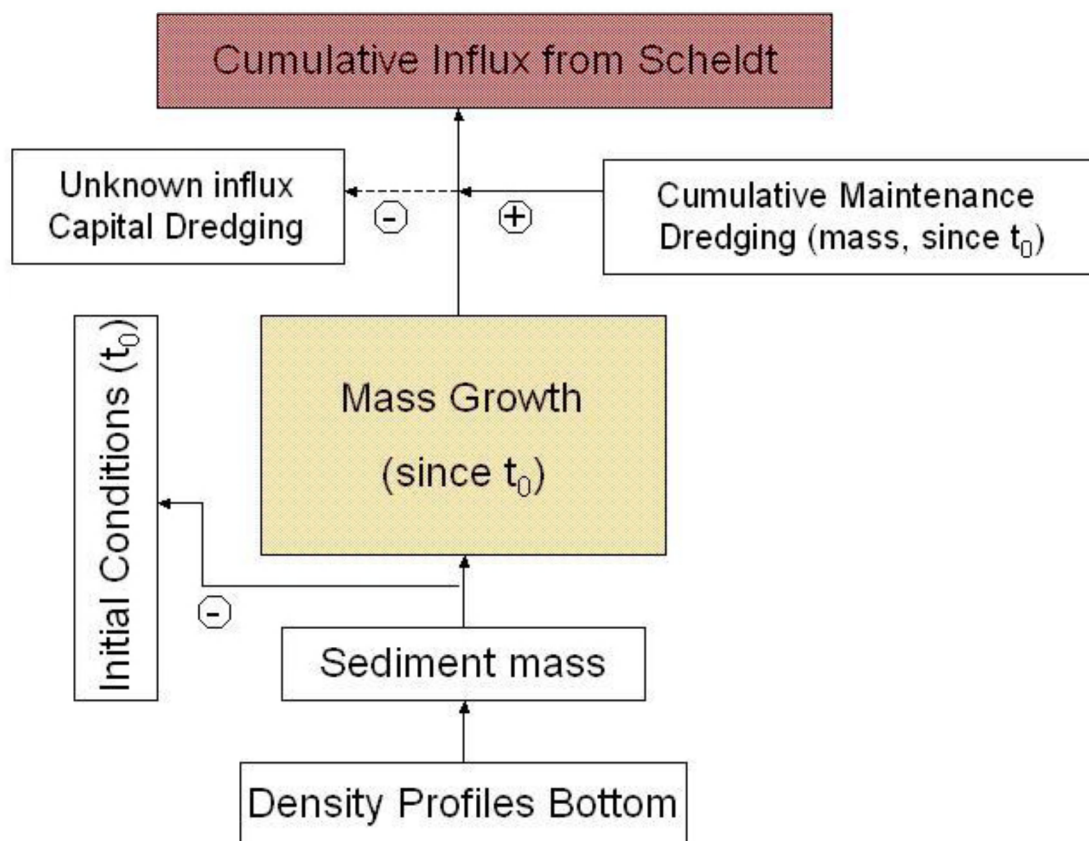 Cumulative Influx from Scheldt
Unknown influx
Capital Dredging
-
+
Cumulative Maintenance
Dredging (mass, since t₀)
Initial Conditions (t₀)
Mass Growth
(since t₀)
-
Sediment mass
Density Profiles Bottom